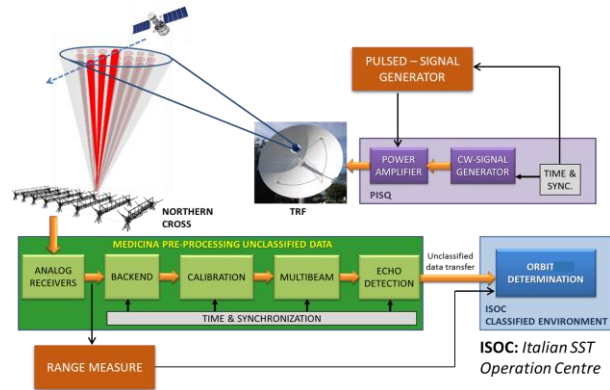 PULSED – SIGNAL
GENERATOR
POWER
AMPLIFIER
CW-SIGNAL
GENERATOR
TIME &
SYNC.
PISQ
TRF
NORTHERN
CROSS
MEDICINA PRE-PROCESSING UNCLASSIFIED DATA
ANALOG
RECEIVERS
BACKEND
CALIBRATION
MULTIBEAM
ECHO
DETECTION
TIME & SYNCHRONIZATION
Unclassified
data transfer
ORBIT
DETERMINATION
ISOC
CLASSIFIED ENVIRONMENT
RANGE MEASURE
ISOC: Italian SST
Operation Centre